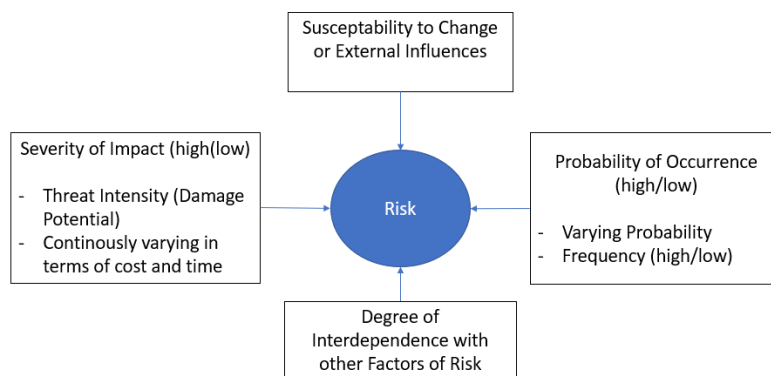 Susceptability to Change
or External Influences
Severity of Impact (high(low)
- Threat Intensity (Damage
Potential)
- Continously varying in
terms of cost and time
Risk
Probability of Occurrence
(high/low)
- Varying Probability
- Frequency (high/low)
Degree of
Interdependence with
other Factors of Risk